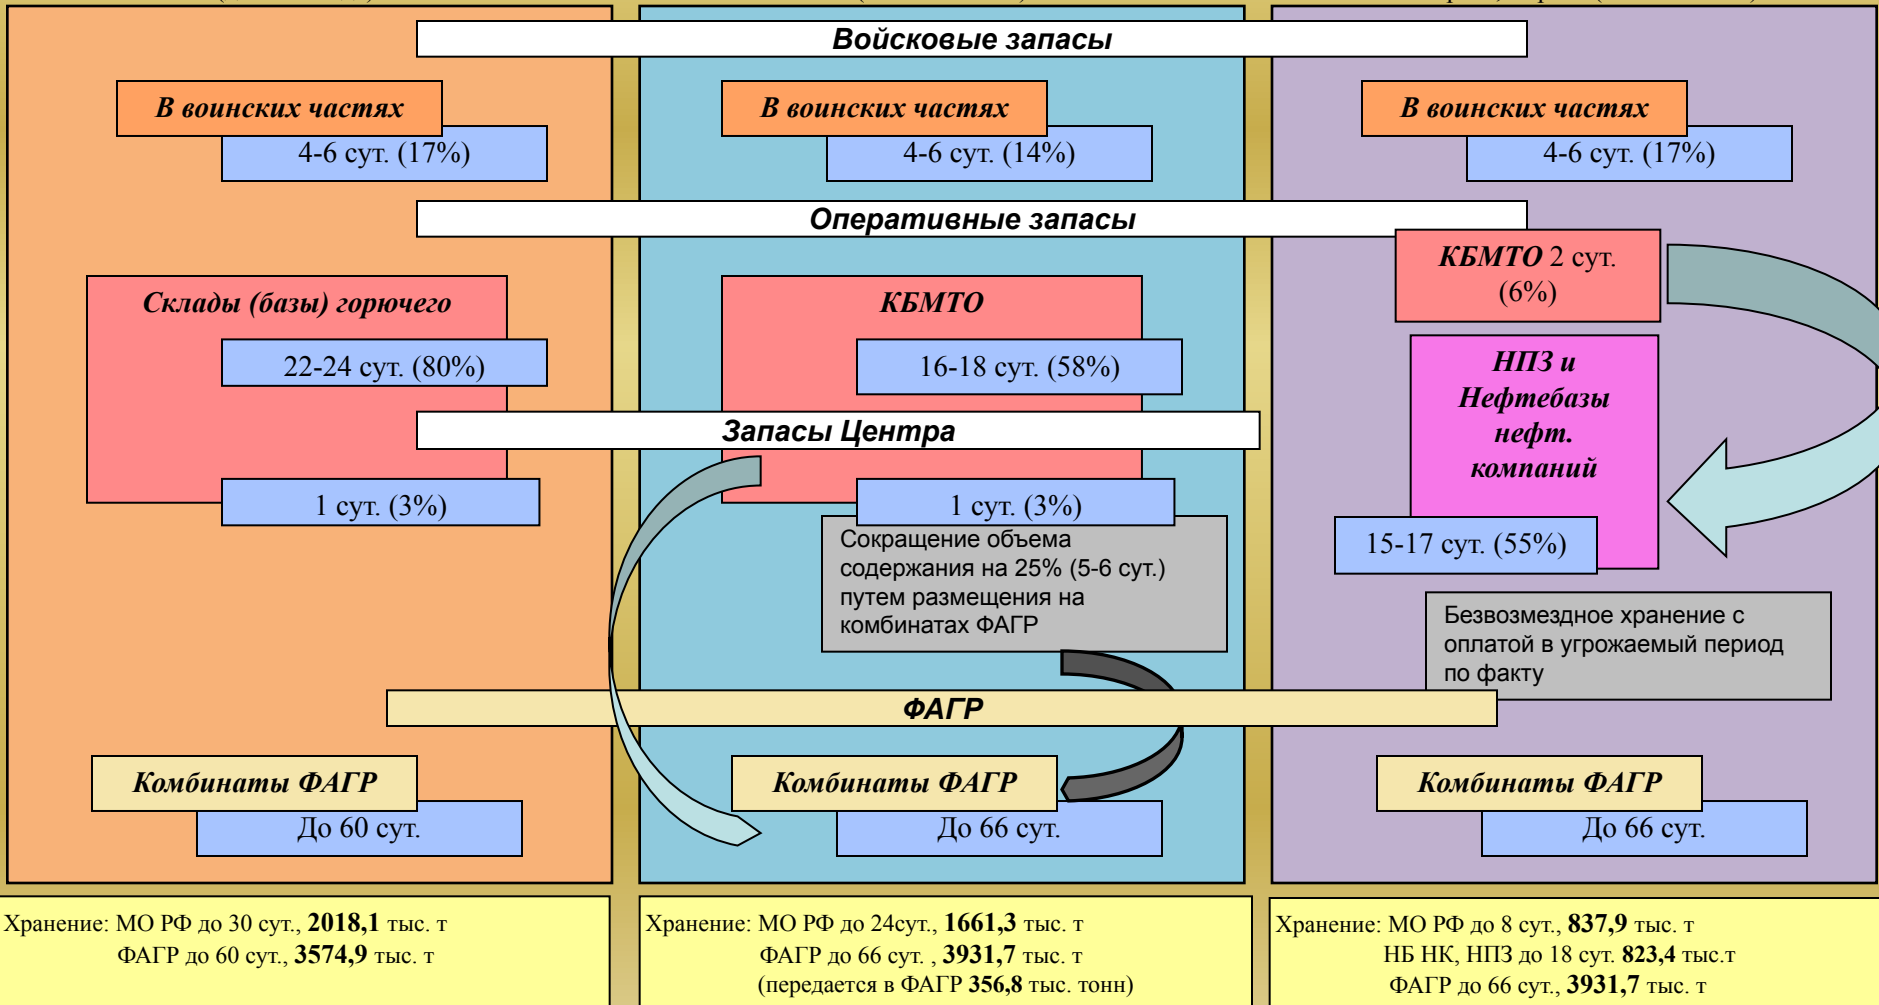 Войсковые запасы
В воинских частях
4-6 сут. (17%)
В воинских частях
4-6 сут. (14%)
В воинских частях
4-6 сут. (17%)
Оперативные запасы
Склады (базы) горючего
22-24 сут. (80%)
КБМТО
16-18 сут. (58%)
КБМТО 2 сут.
(6%)
НПЗ и
Нефтебазы
нефт.
компаний
15-17 сут. (55%)
Запасы Центра
1 сут. (3%)
1 сут. (3%)
Сокращение объема
содержания на 25% (5-6 сут.)
путем размещения на
комбинатах ФАГР
Безвозмездное хранение с
оплатой в угрожаемый период
по факту
ФАГР
Комбинаты ФАГР
До 60 сут.
Комбинаты ФАГР
До 66 сут.
Комбинаты ФАГР
До 66 сут.
Хранение: МО РФ до 30 сут., 2018,1 тыс. т
ФАГР до 60 сут., 3574,9 тыс. т
Хранение: МО РФ до 24сут., 1661,3 тыс. т
ФАГР до 66 сут. , 3931,7 тыс. т
(передается в ФАГР 356,8 тыс. тонн)
Хранение: МО РФ до 8 сут., 837,9 тыс. т
НБ НК, НПЗ до 18 сут. 823,4 тыс.т
ФАГР до 66 сут., 3931,7 тыс. т